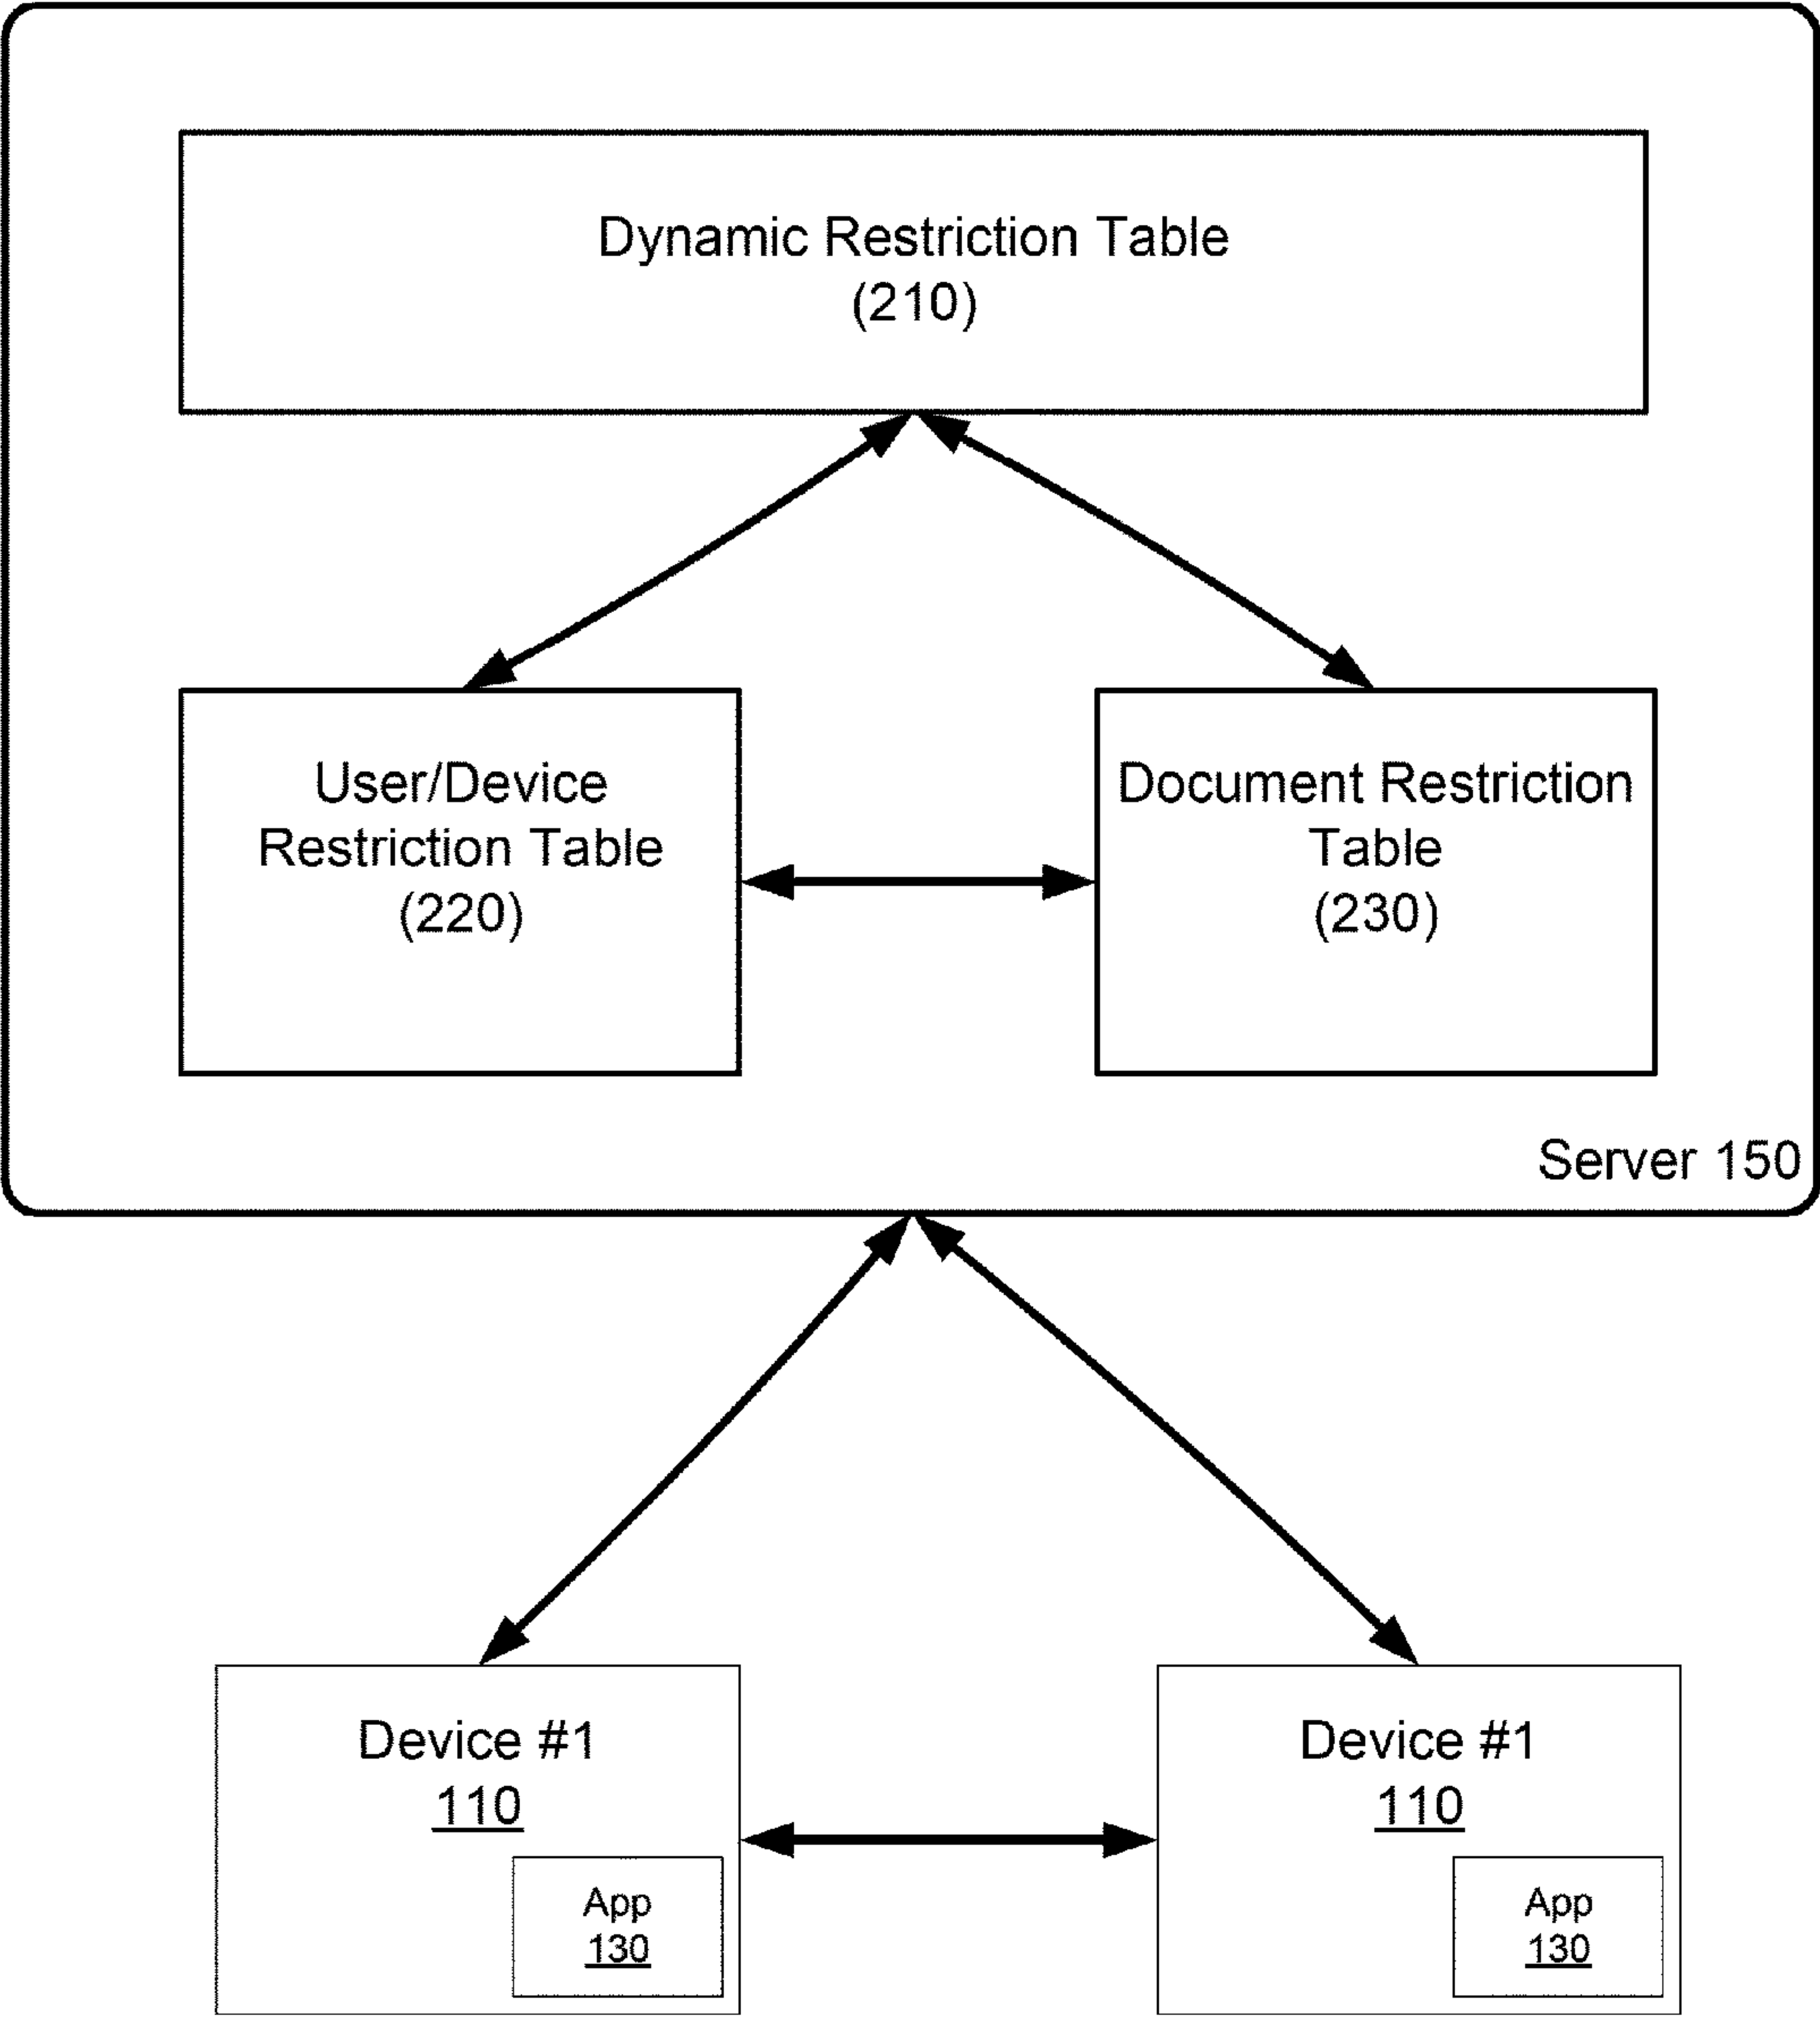 Dynamic Restriction Table
(210)
User/Device
Restriction Table
(220)
Document Restriction
Table
(230)
Server 150
Device #1
110
App
130
Device #1
110
App
130